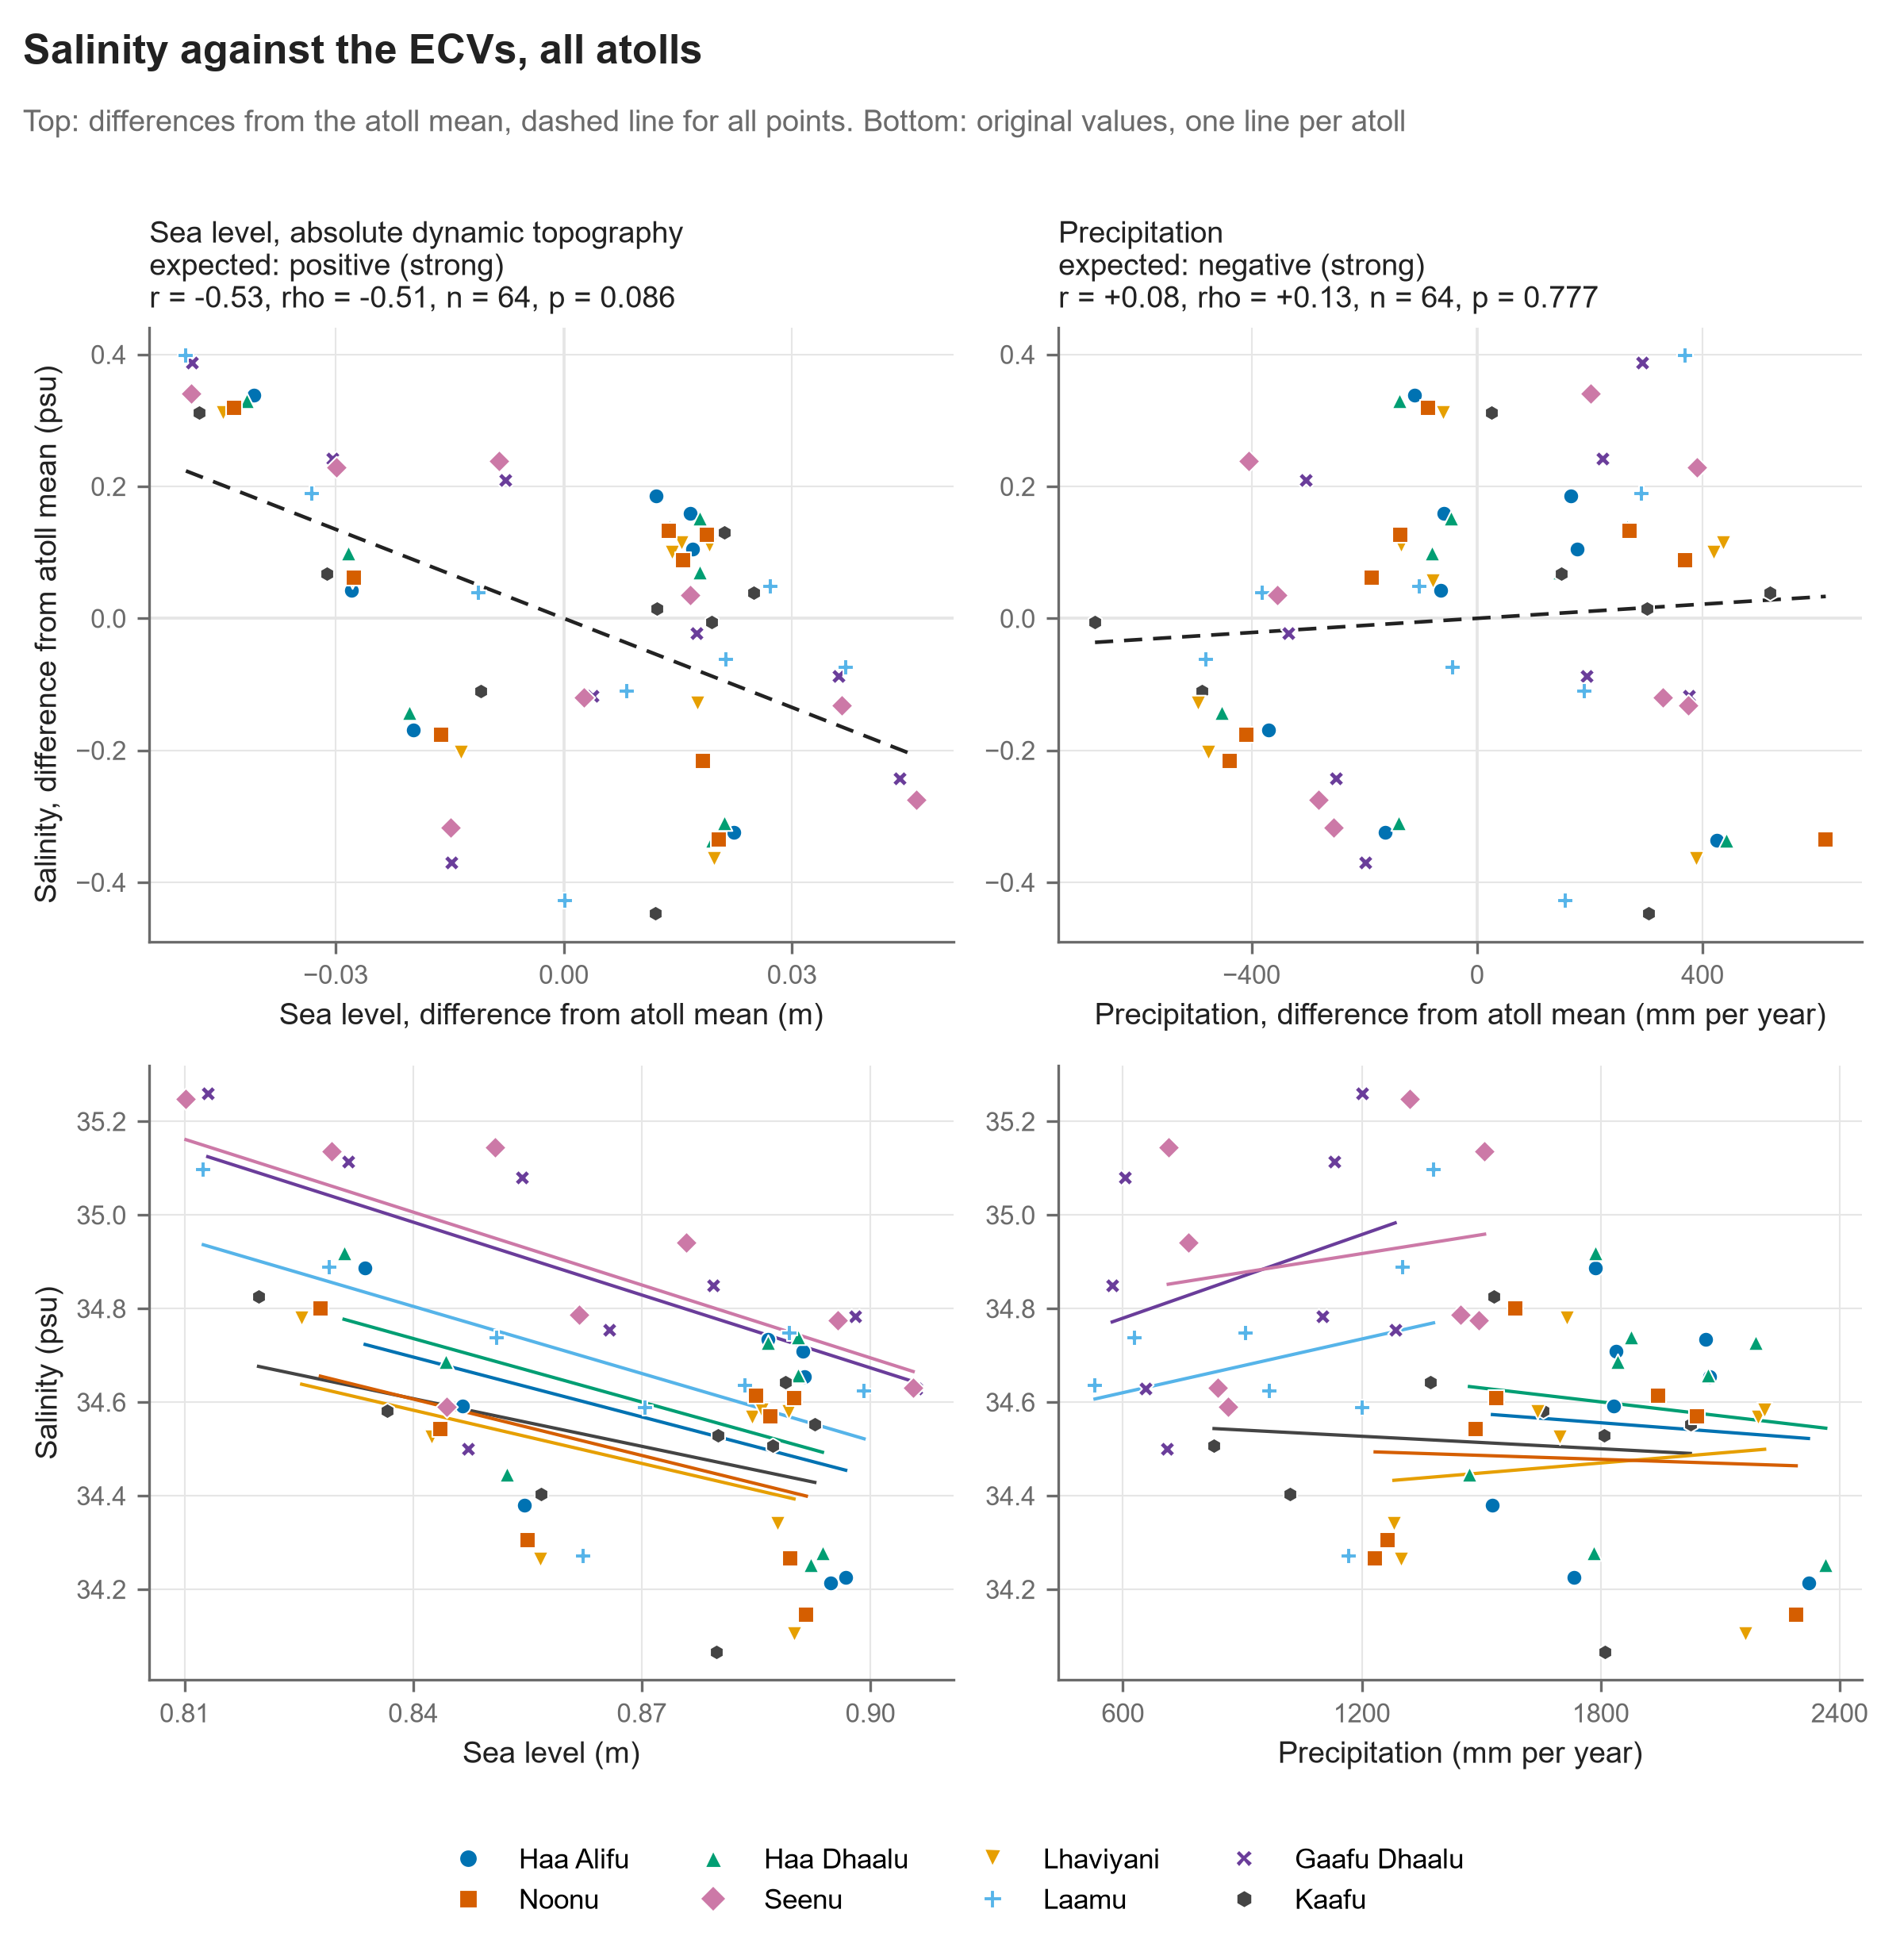 Salinity against the ECVs, all atolls
Top: differences from the atoll mean, dashed line for all points. Bottom: original values, one line per atoll
Sea level, absolute dynamic topography
expected: positive (strong)
r = -0.53, rho = -0.51, n = 64, p = 0.086
Precipitation
expected: negative (strong)
r = +0.08, rho = +0.13, n = 64, p = 0.777
Salinity, difference from atoll mean (psu)
0.4
0.2
0.0
−0.2
−0.4
−0.03 0.00 0.03
Sea level, difference from atoll mean (m)
0.4
0.2
0.0
−0.2
−0.4
−400 0 400
Precipitation, difference from atoll mean (mm per year)
Salinity (psu)
35.2
35.0
34.8
34.6
34.4
34.2
0.81 0.84 0.87 0.90
Sea level (m)
35.2
35.0
34.8
34.6
34.4
34.2
600 1200 1800 2400
Precipitation (mm per year)
Haa Alifu Haa Dhaalu Lhaviyani Gaafu Dhaalu
Noonu Seenu Laamu Kaafu